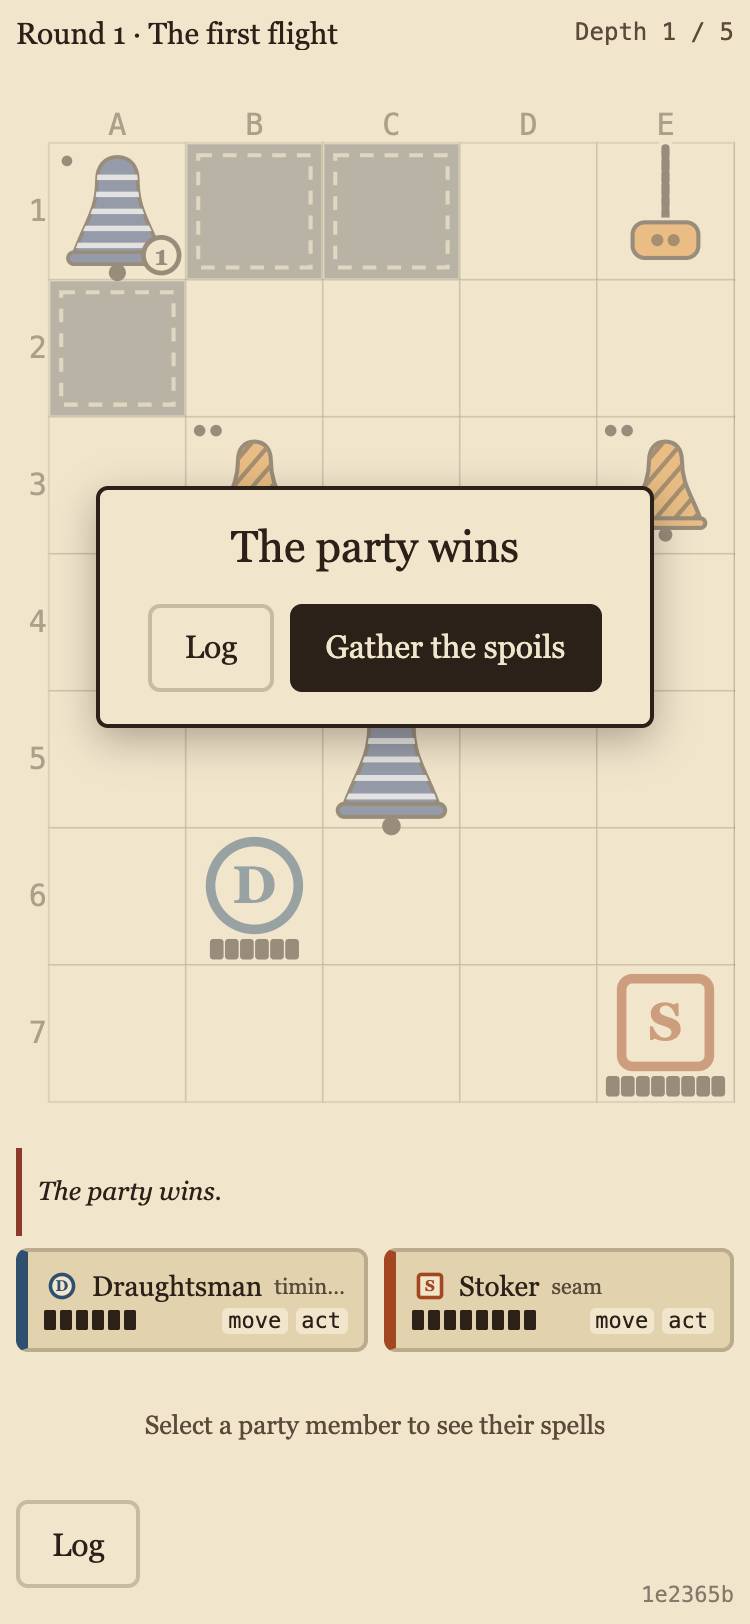 Round 1 · The first flight
Depth 1 / 5
A B C D E
1
1
2
3
The party wins
Log
Gather the spoils
4
5
D
6
S
7
The party wins.
D Draughtsman timin...
move act
S Stoker seam
move act
Select a party member to see their spells
Log
1e2365b